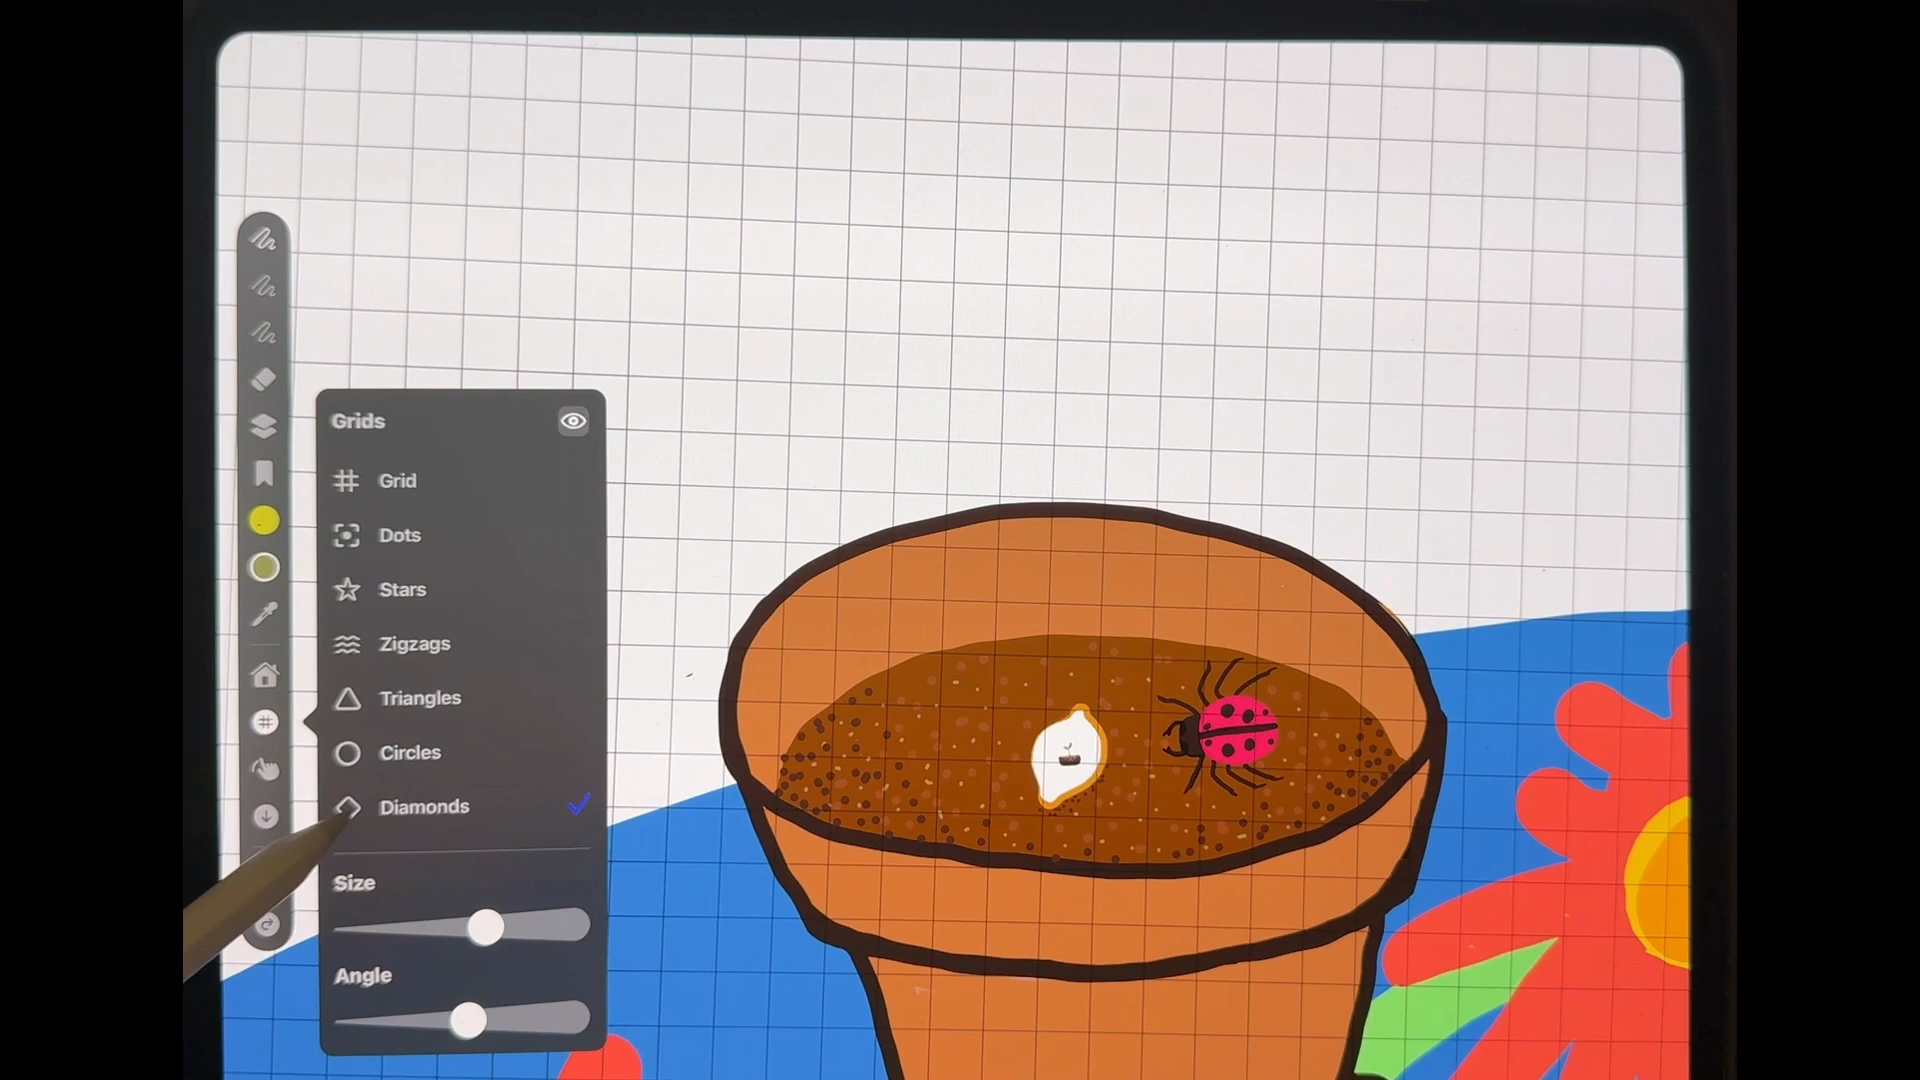 Grids
Grid
Dots
Stars
Zigzags
Triangles
Circles
Diamonds
Size
Angle